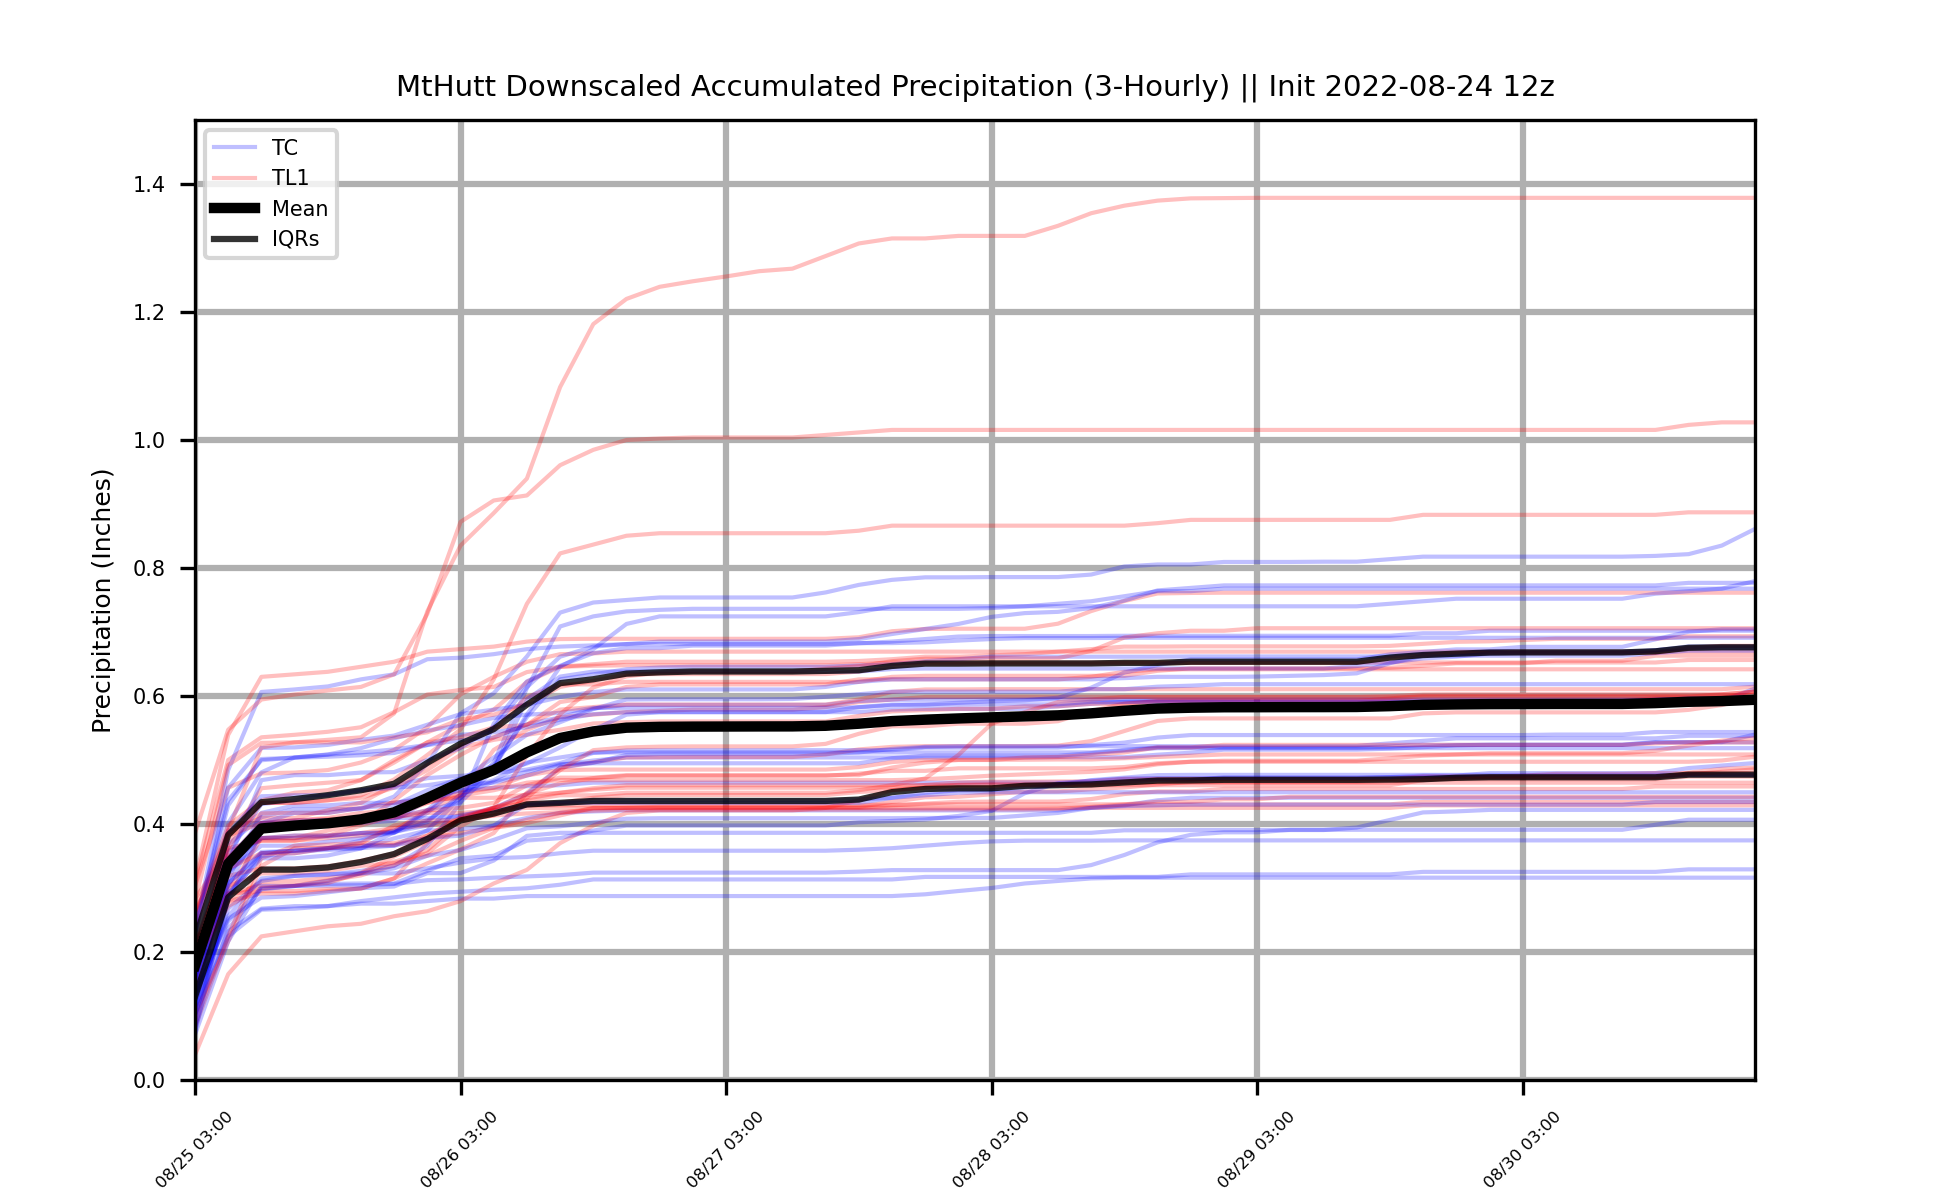 MtHutt Downscaled Accumulated Precipitation (3-Hourly) || Init 2022-08-24 12z
TC
TL1
Mean
IQRs
Precipitation (Inches)
1.4
1.2
1.0
0.8
0.6
0.4
0.2
0.0
08/25 03:00
08/26 03:00
08/27 03:00
08/28 03:00
08/29 03:00
08/30 03:00